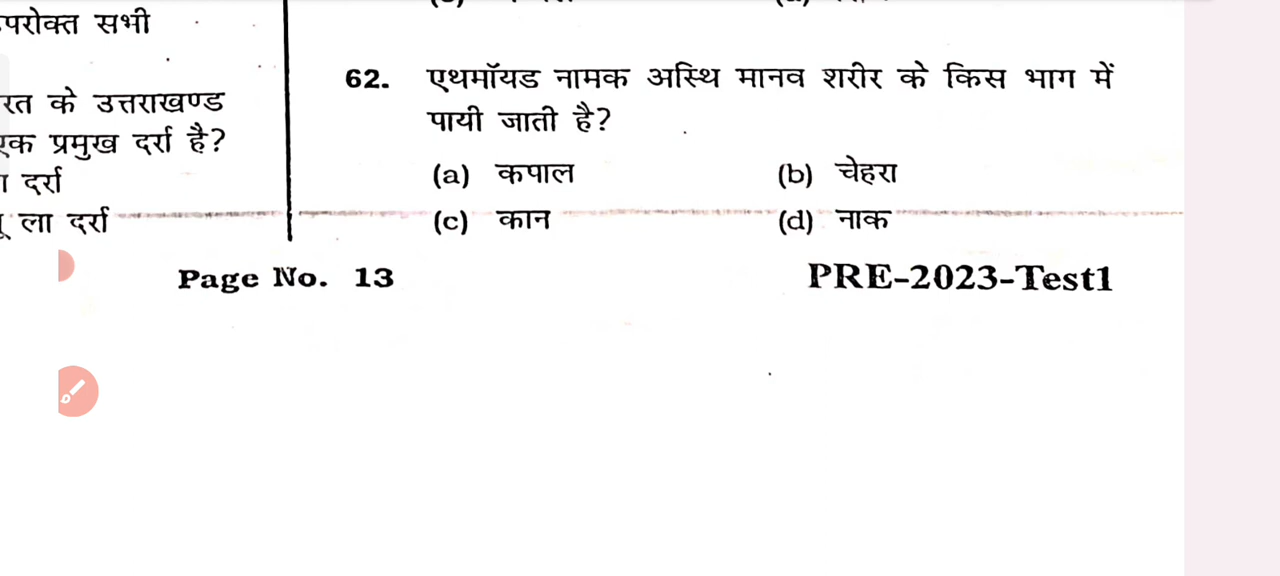 परोक्त सभी
रत के उत्तराखण्ड
एक प्रमुख दर्रा है?
दर्रा
ला दर्रा
62. एथमॉयड नामक अस्थि मानव शरीर के किस भाग में
पायी जाती है?
(a) कपाल (b) चेहरा
(c) कान (d) नाक
Page No. 13 PRE-2023-Test1